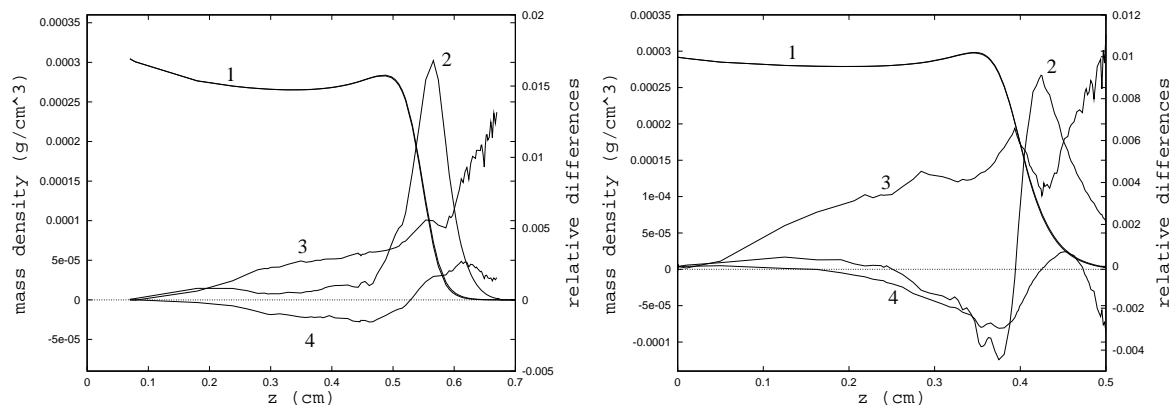 0.00035
0.0003
0.00025
0.0002
0.00015
0.0001
5e-05
0
-5e-05
mass density (g/cm^3)
0.02
0.015
0.01
0.005
0
-0.005
relative differences
0 0.1 0.2 0.3 0.4 0.5 0.6 0.7
z (cm)
1
2
3
4
0.00035
0.0003
0.00025
0.0002
0.00015
1e-04
5e-05
0
-5e-05
-0.0001
mass density (g/cm^3)
0.012
0.01
0.008
0.006
0.004
0.002
0
-0.002
-0.004
relative differences
0 0.1 0.2 0.3 0.4 0.5
z (cm)
1
2
3
4